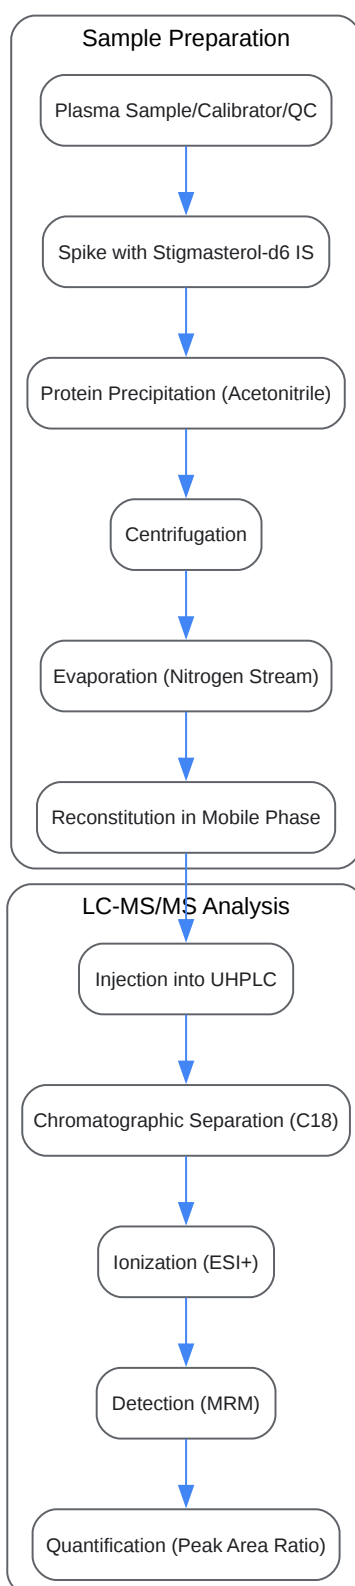 Sample Preparation
Plasma Sample/Calibrator/QC
Spike with Stigmasterol-d6 IS
Protein Precipitation (Acetonitrile)
Centrifugation
Evaporation (Nitrogen Stream)
Reconstitution in Mobile Phase
LC-MS/MS Analysis
Injection into UHPLC
Chromatographic Separation (C18)
Ionization (ESI+)
Detection (MRM)
Quantification (Peak Area Ratio)